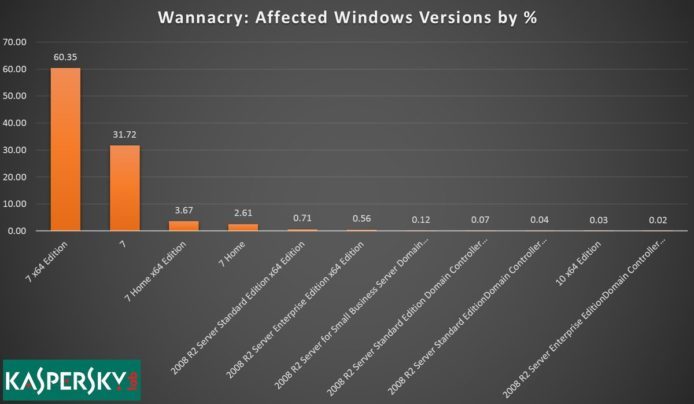 Wannacry: Affected Windows Versions by %
70.00
60.00
50.00
40.00
30.00
20.00
10.00
0.00
60.35
31.72
3.67
2.61
0.71
0.56
0.12
0.07
0.04
0.03
0.02
7 x64 Edition
7
7 Home x64 Edition
7 Home
2008 R2 Server Standard Edition x64 Edition
2008 R2 Server Enterprise Edition x64 Edition
2008 R2 Server for Small Business Server Domain...
2008 R2 Server Standard Edition Domain Controller...
2008 R2 Server Standard EditionDomain Controller...
10 x64 Edition
2008 R2 Server Enterprise EditionDomain Controller...
KASPERSKY lab